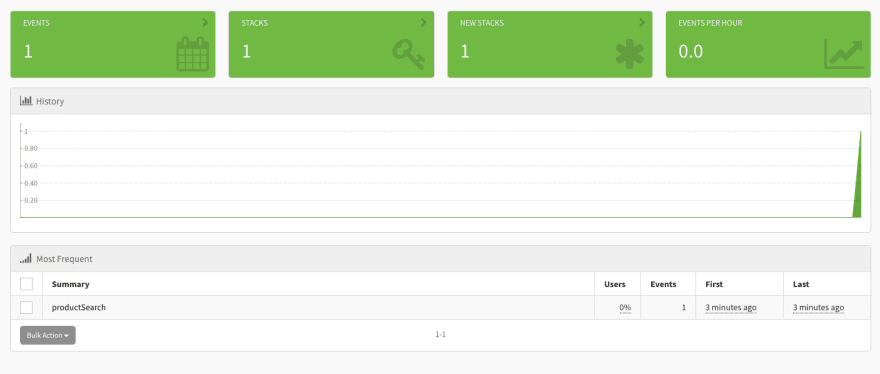 EVENTS
1
STACKS
1
NEW STACKS
1
EVENTS PER HOUR
0.0
History
1
0.80
0.60
0.40
0.20
Most Frequent
Summary Users Events First Last
productSearch 0% 1 3 minutes ago 3 minutes ago
Bulk Action 1-1